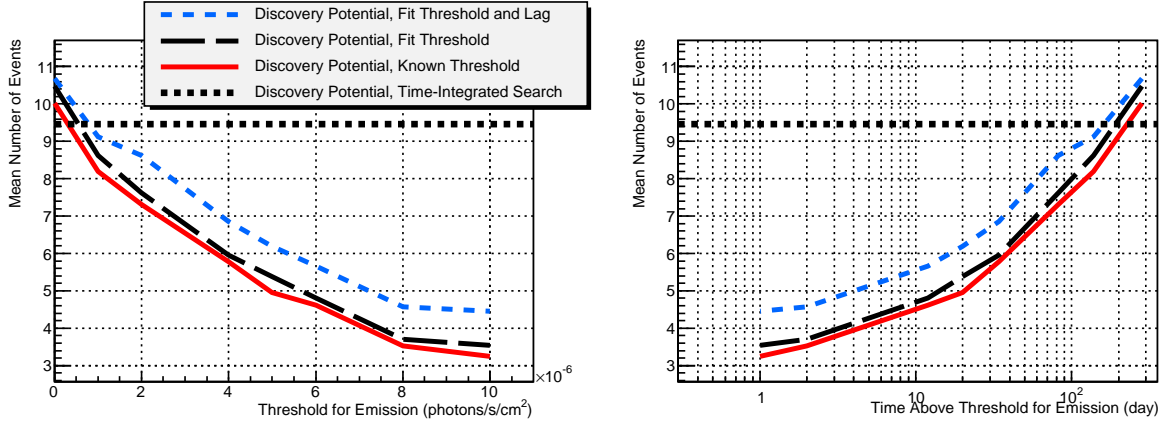 Discovery Potential, Fit Threshold and Lag
Discovery Potential, Fit Threshold
Discovery Potential, Known Threshold
Discovery Potential, Time-Integrated Search
Mean Number of Events
11
10
9
8
7
6
5
4
3
0 2 4 6 8 10
×10⁻⁶
Threshold for Emission (photons/s/cm²)
Mean Number of Events
11
10
9
8
7
6
5
4
3
1 10 10²
Time Above Threshold for Emission (day)